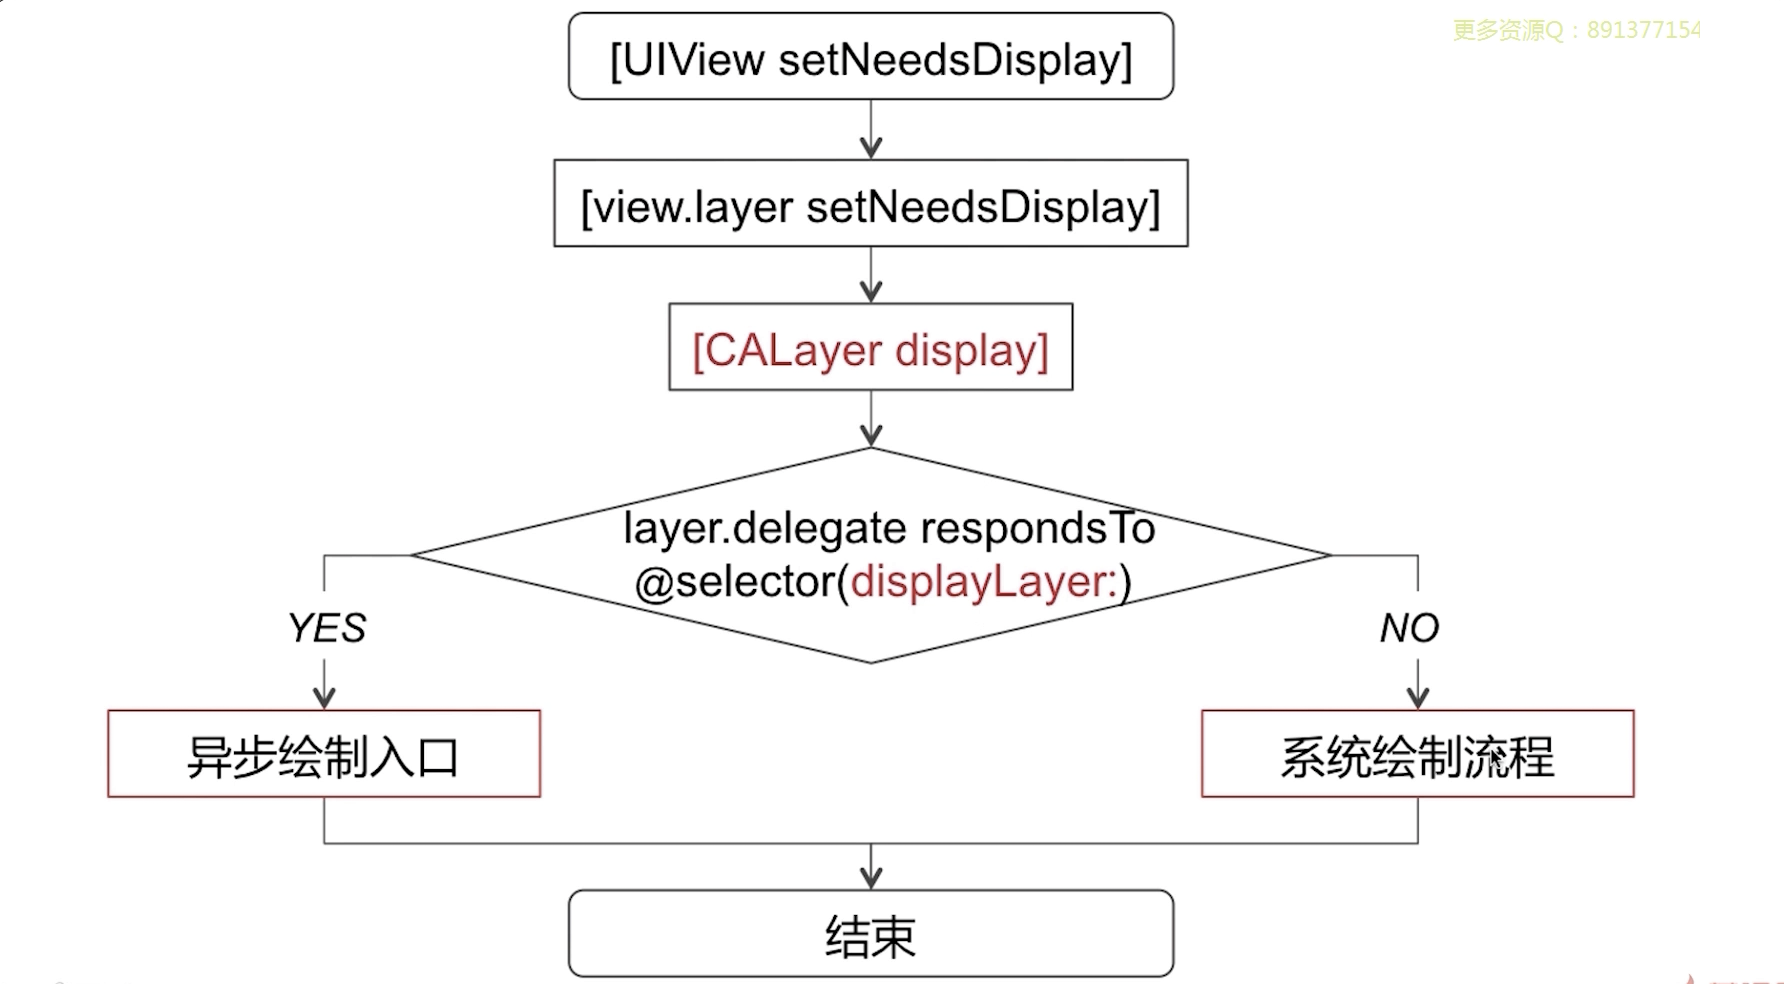 更多资源Q：891377154
[UIView setNeedsDisplay]
[view.layer setNeedsDisplay]
[CALayer display]
layer.delegate respondsTo
@selector(displayLayer:)
YES
NO
异步绘制入口
系统绘制流程
结束